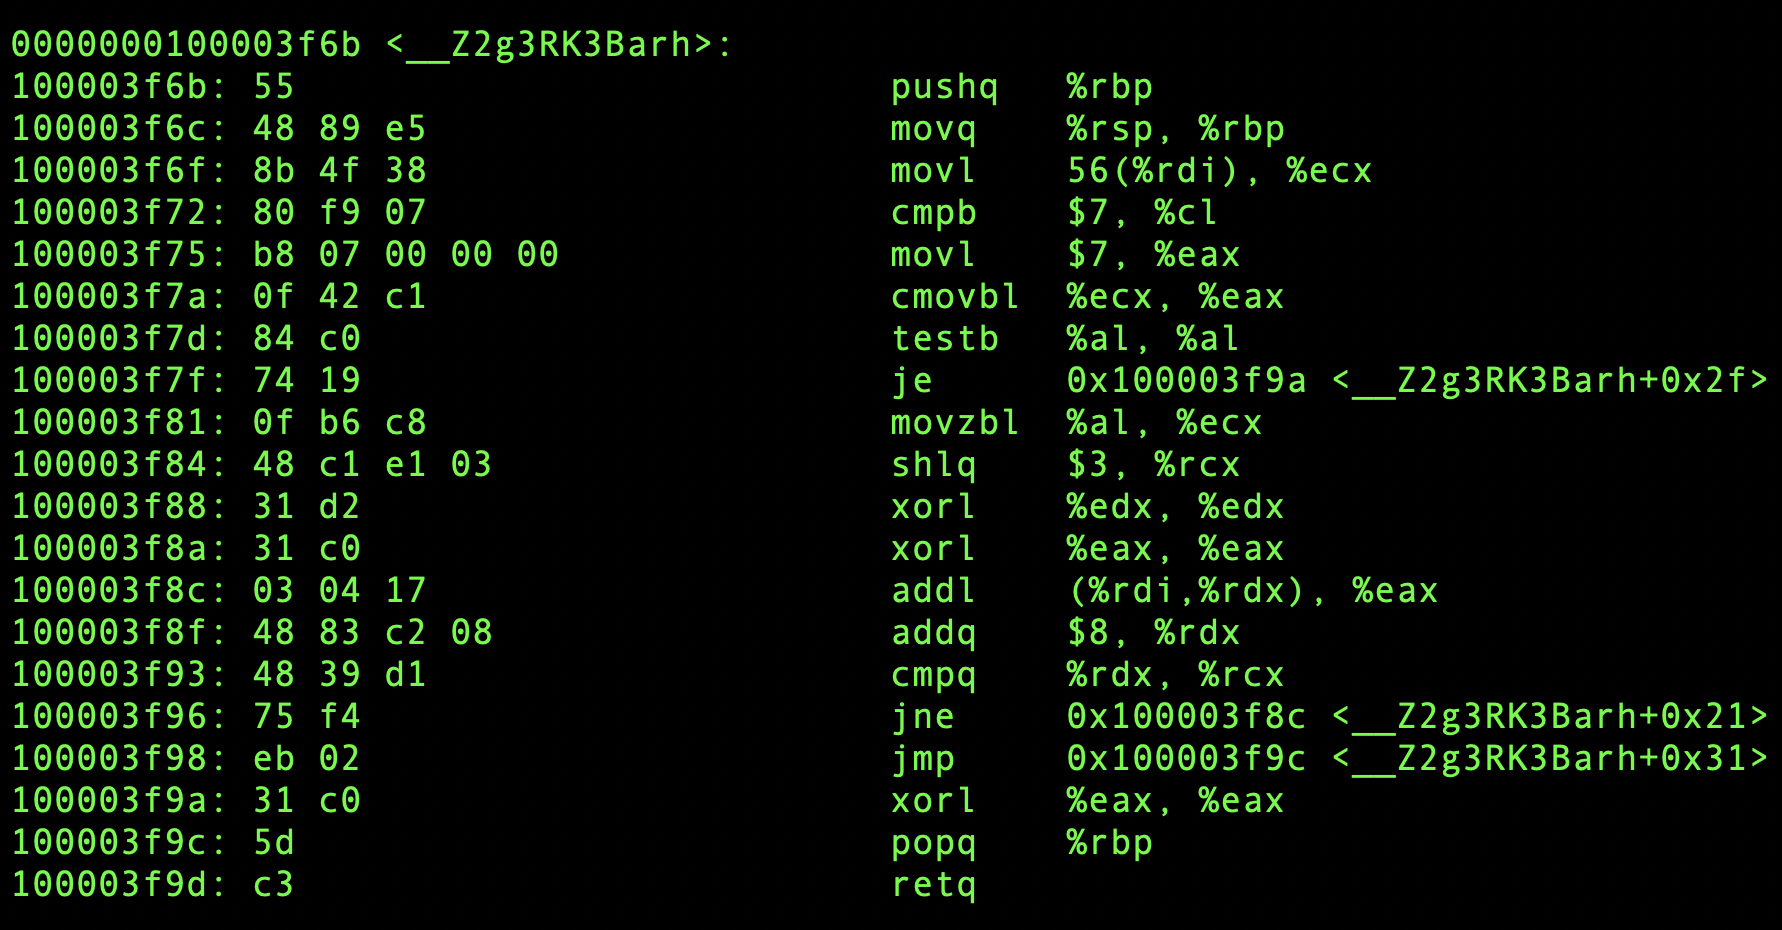 0000000100003f6b <__Z2g3RK3Barh>:
100003f6b: 55 pushq %rbp
100003f6c: 48 89 e5 movq %rsp, %rbp
100003f6f: 8b 4f 38 movl 56(%rdi), %ecx
100003f72: 80 f9 07 cmpb $7, %cl
100003f75: b8 07 00 00 00 movl $7, %eax
100003f7a: 0f 42 c1 cmovbl %ecx, %eax
100003f7d: 84 c0 testb %al, %al
100003f7f: 74 19 je 0x100003f9a <__Z2g3RK3Barh+0x2f>
100003f81: 0f b6 c8 movzbl %al, %ecx
100003f84: 48 c1 e1 03 shlq $3, %rcx
100003f88: 31 d2 xorl %edx, %edx
100003f8a: 31 c0 xorl %eax, %eax
100003f8c: 03 04 17 addl (%rdi,%rdx), %eax
100003f8f: 48 83 c2 08 addq $8, %rdx
100003f93: 48 39 d1 cmpq %rdx, %rcx
100003f96: 75 f4 jne 0x100003f8c <__Z2g3RK3Barh+0x21>
100003f98: eb 02 jmp 0x100003f9c <__Z2g3RK3Barh+0x31>
100003f9a: 31 c0 xorl %eax, %eax
100003f9c: 5d popq %rbp
100003f9d: c3 retq